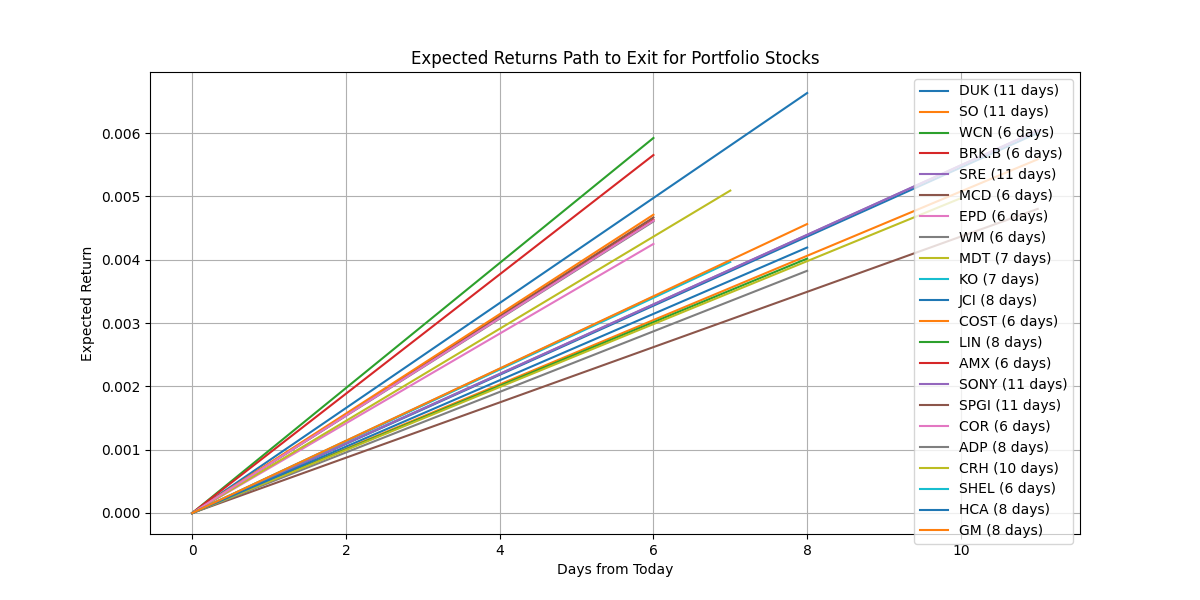 Expected Returns Path to Exit for Portfolio Stocks
Expected Return
0.006
0.005
0.004
0.003
0.002
0.001
0.000
0
2
4
6
8
10
Days from Today
DUK (11 days)
SO (11 days)
WCN (6 days)
BRK.B (6 days)
SRE (11 days)
MCD (6 days)
EPD (6 days)
WM (6 days)
MDT (7 days)
KO (7 days)
JCI (8 days)
COST (6 days)
LIN (8 days)
AMX (6 days)
SONY (11 days)
SPGI (11 days)
COR (6 days)
ADP (8 days)
CRH (10 days)
SHEL (6 days)
HCA (8 days)
GM (8 days)